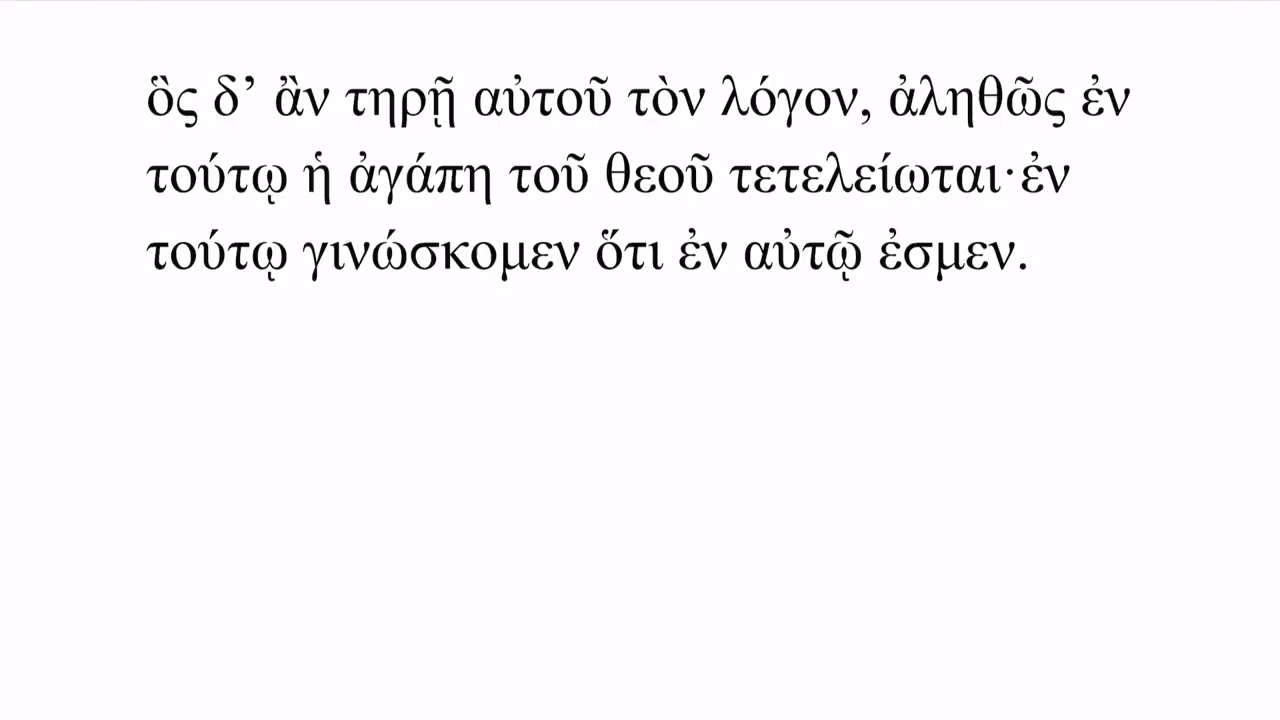 ὃς δ’ ἂν τηρῇ αὐτοῦ τὸν λόγον, ἀληθῶς ἐν
τούτῳ ἡ ἀγάπη τοῦ θεοῦ τετελείωται· ἐν
τούτῳ γινώσκομεν ὅτι ἐν αὐτῷ ἐσμεν.